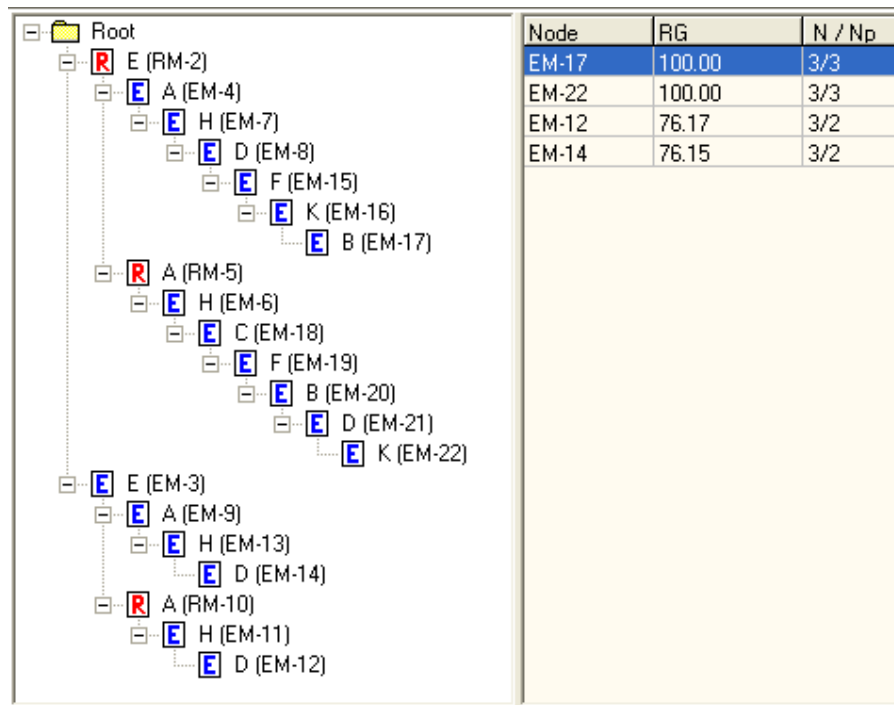 Root
R E (RM-2)
E A (EM-4)
E H (EM-7)
E D (EM-8)
E F (EM-15)
E K (EM-16)
E B (EM-17)
R A (RM-5)
E H (EM-6)
E C (EM-18)
E F (EM-19)
E B (EM-20)
E D (EM-21)
E K (EM-22)
E E (EM-3)
E A (EM-9)
E H (EM-13)
E D (EM-14)
R A (RM-10)
E H (EM-11)
E D (EM-12)
Node RG N / Np
EM-17 100.00 3/3
EM-22 100.00 3/3
EM-12 76.17 3/2
EM-14 76.15 3/2